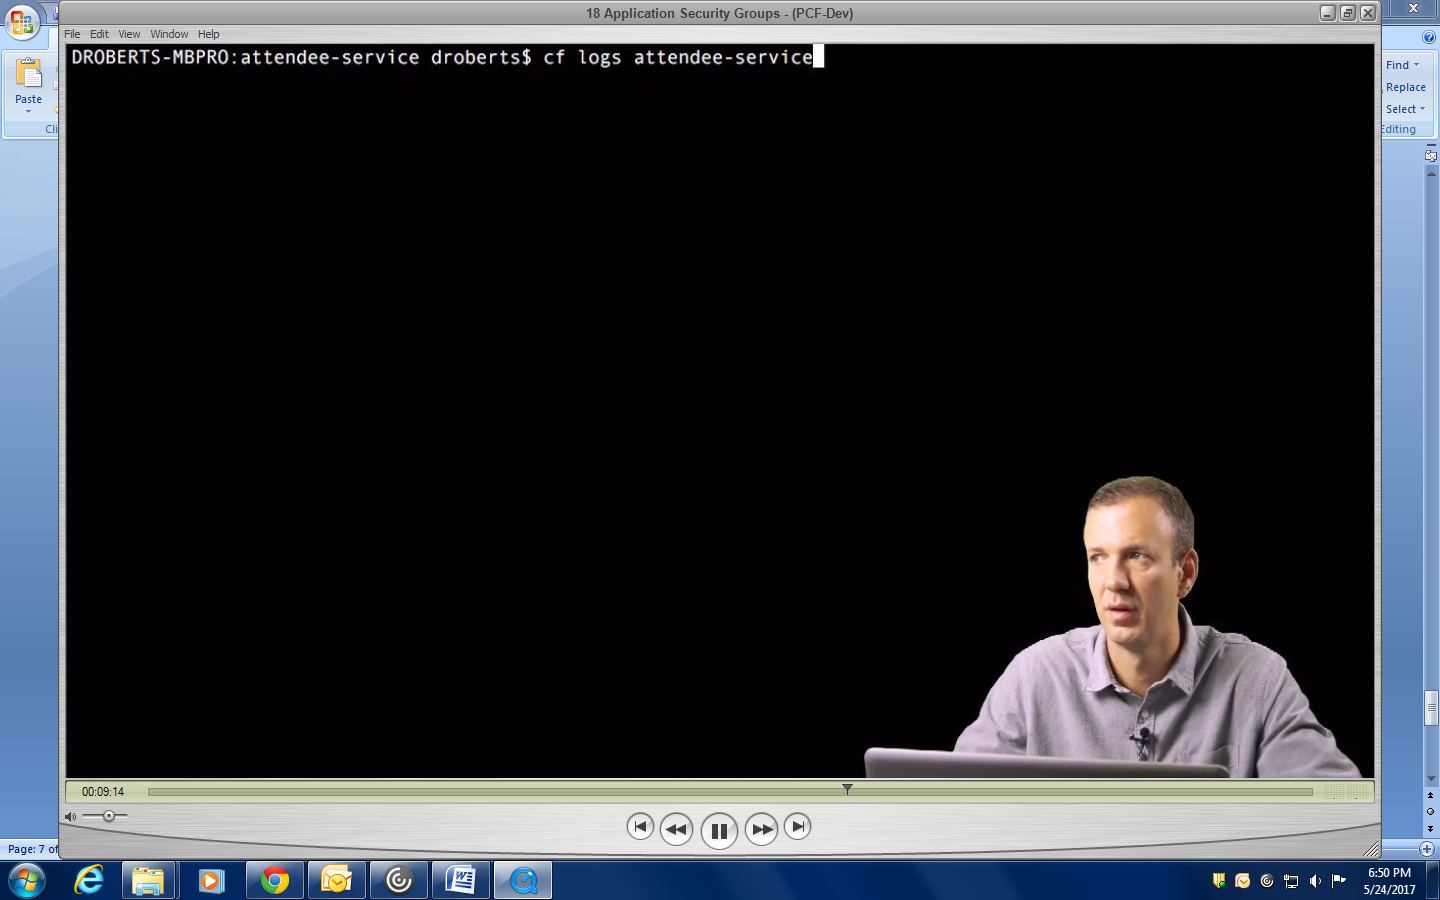 18 Application Security Groups - (PCF-Dev)
File Edit View Window Help
DROBERTS-MBPRO:attendee-service droberts$ cf logs attendee-service
Paste
Find
Replace
Select
Editing
00:09:14
Page: 7 of
6:50 PM
5/24/2017